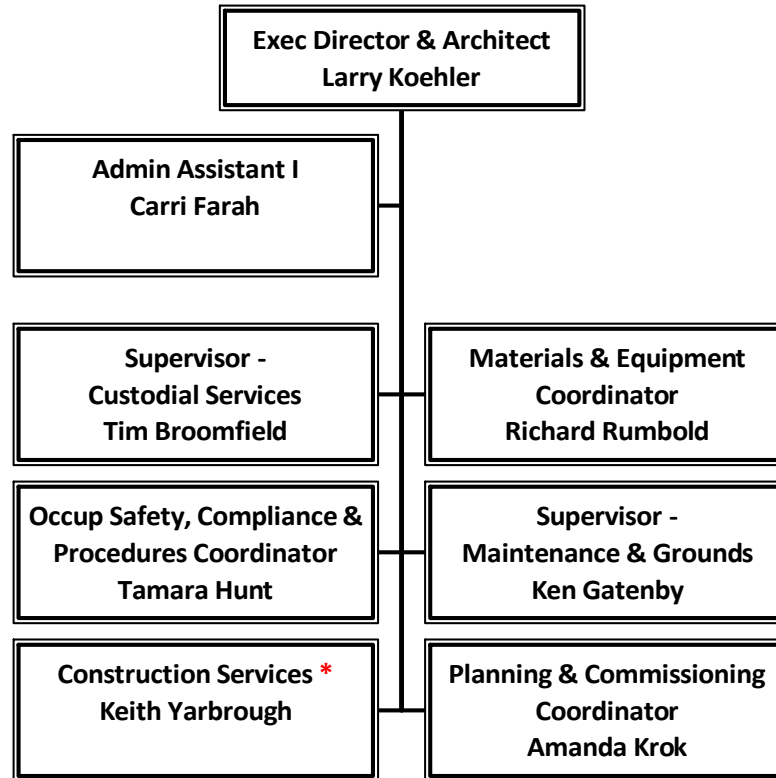 Exec Director & Architect
Larry Koehler
Admin Assistant I
Carri Farah
Supervisor -
Custodial Services
Tim Broomfield
Materials & Equipment
Coordinator
Richard Rumbold
Occup Safety, Compliance &
Procedures Coordinator
Tamara Hunt
Supervisor -
Maintenance & Grounds
Ken Gatenby
Construction Services *
Keith Yarbrough
Planning & Commissioning
Coordinator
Amanda Krok